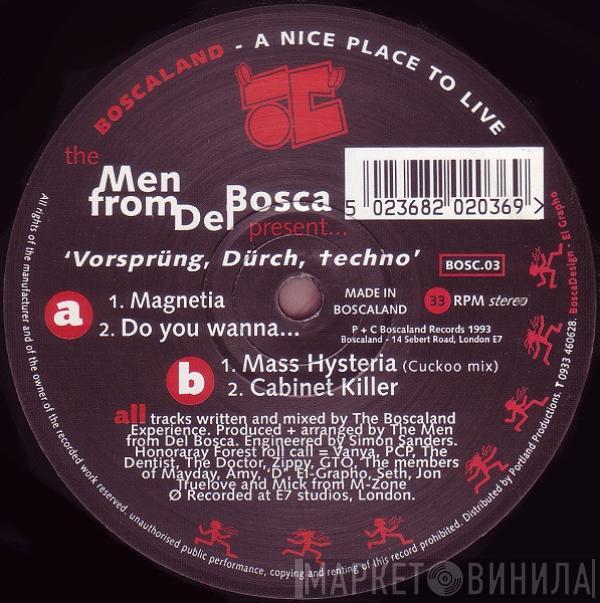 BOSCALAND - A NICE PLACE TO LIVE
the
Men
from Del Bosca
present...
5 023682 020369 >
'Vorsprüng, Dürch, techno'
BOSC.03
a
1. Magnetia
2. Do you wanna...
MADE IN
BOSCALAND
33 RPM stereo
P + C Boscaland Records 1993
Boscaland - 14 Sebert Road, London E7
b
1. Mass Hysteria (Cuckoo mix)
2. Cabinet Killer
all tracks written and mixed by The Boscaland
Experience. Produced + arranged by The Men
from Del Bosca. Engineered by Simon Sanders.
Honoraray Forest roll call = Vanya, PCP, The
Dentist, The Doctor, Zippy, GTO, The members
of Mayday, Amy, 'D', El-Grapho, Seth, Jon
Truelove and Mick from M-Zone
Ø Recorded at E7 studios, London.
All rights of the manufacturer and of the owner of the recorded work reserved. unauthorised public performance, copying and renting of this record prohibited. Distributed by Portland Productions. T 0933 460628. BoscaDesign - El Grapho
МАРКЕТ ВИНИЛА